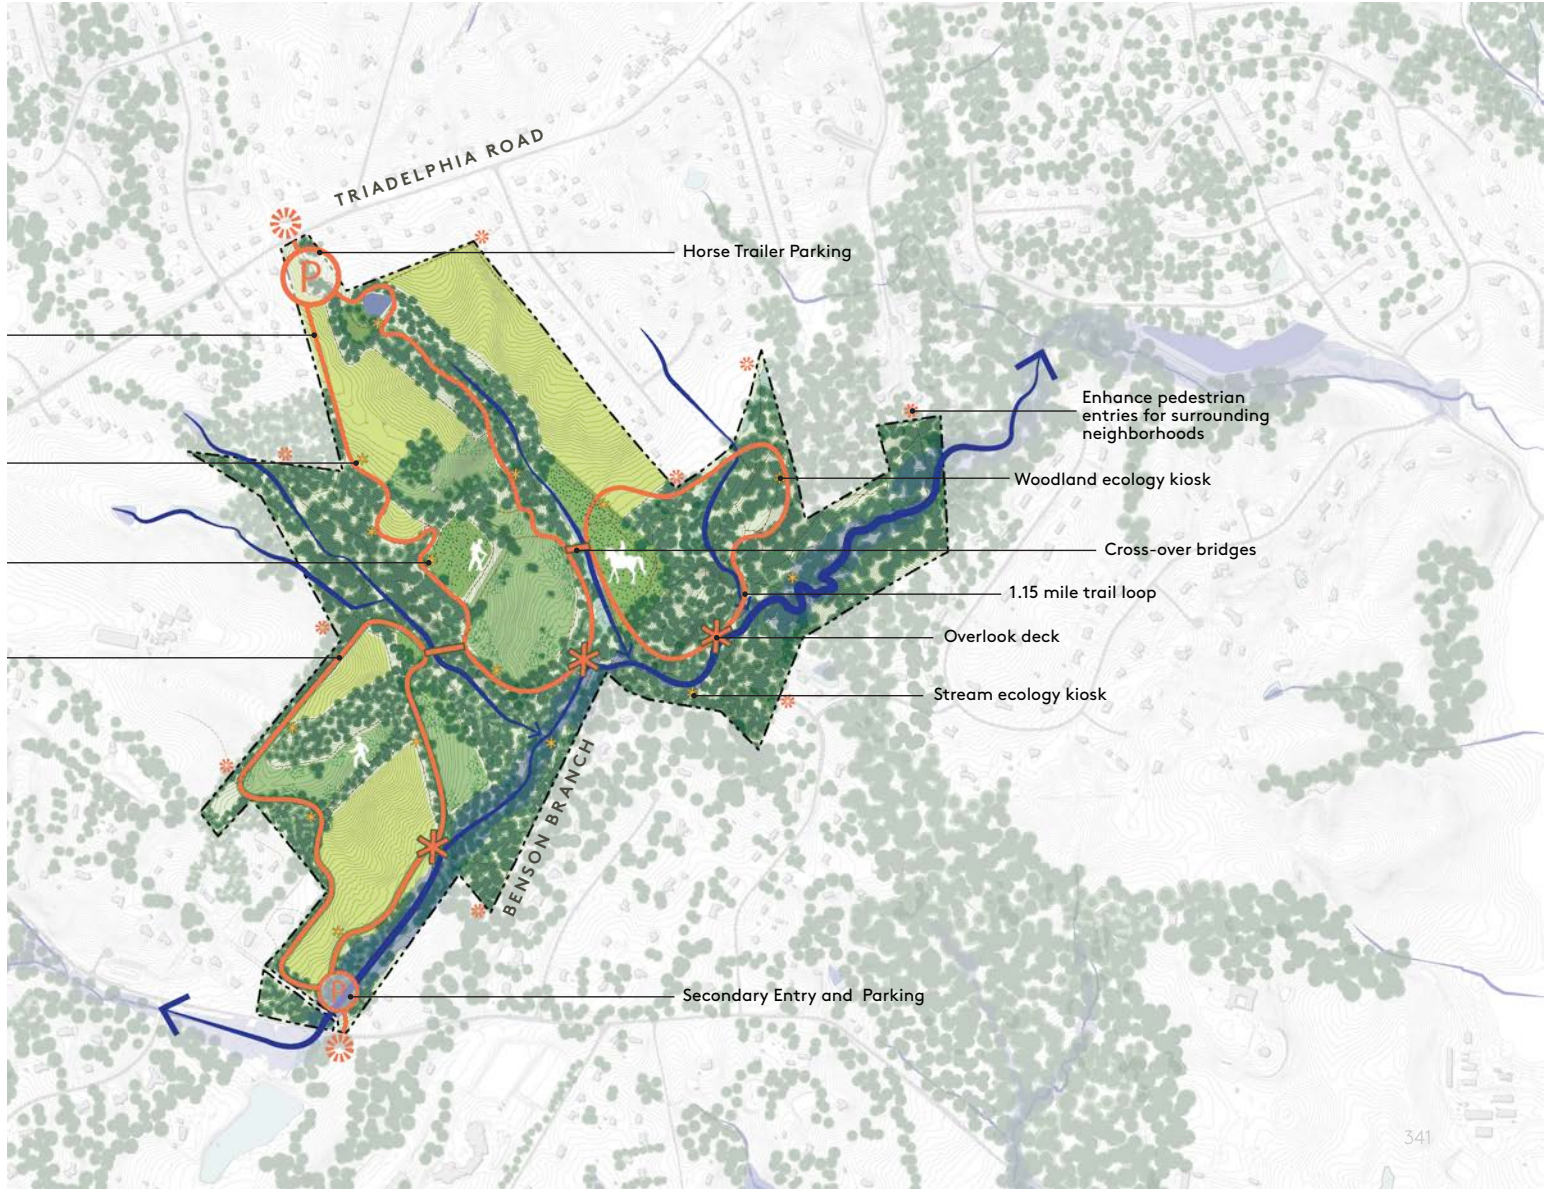 TRIADELPHIA ROAD
P
Horse Trailer Parking
Enhance pedestrian
entries for surrounding
neighborhoods
Woodland ecology kiosk
Cross-over bridges
1.15 mile trail loop
Overlook deck
Stream ecology kiosk
BENSON BRANCH
P
Secondary Entry and Parking
341